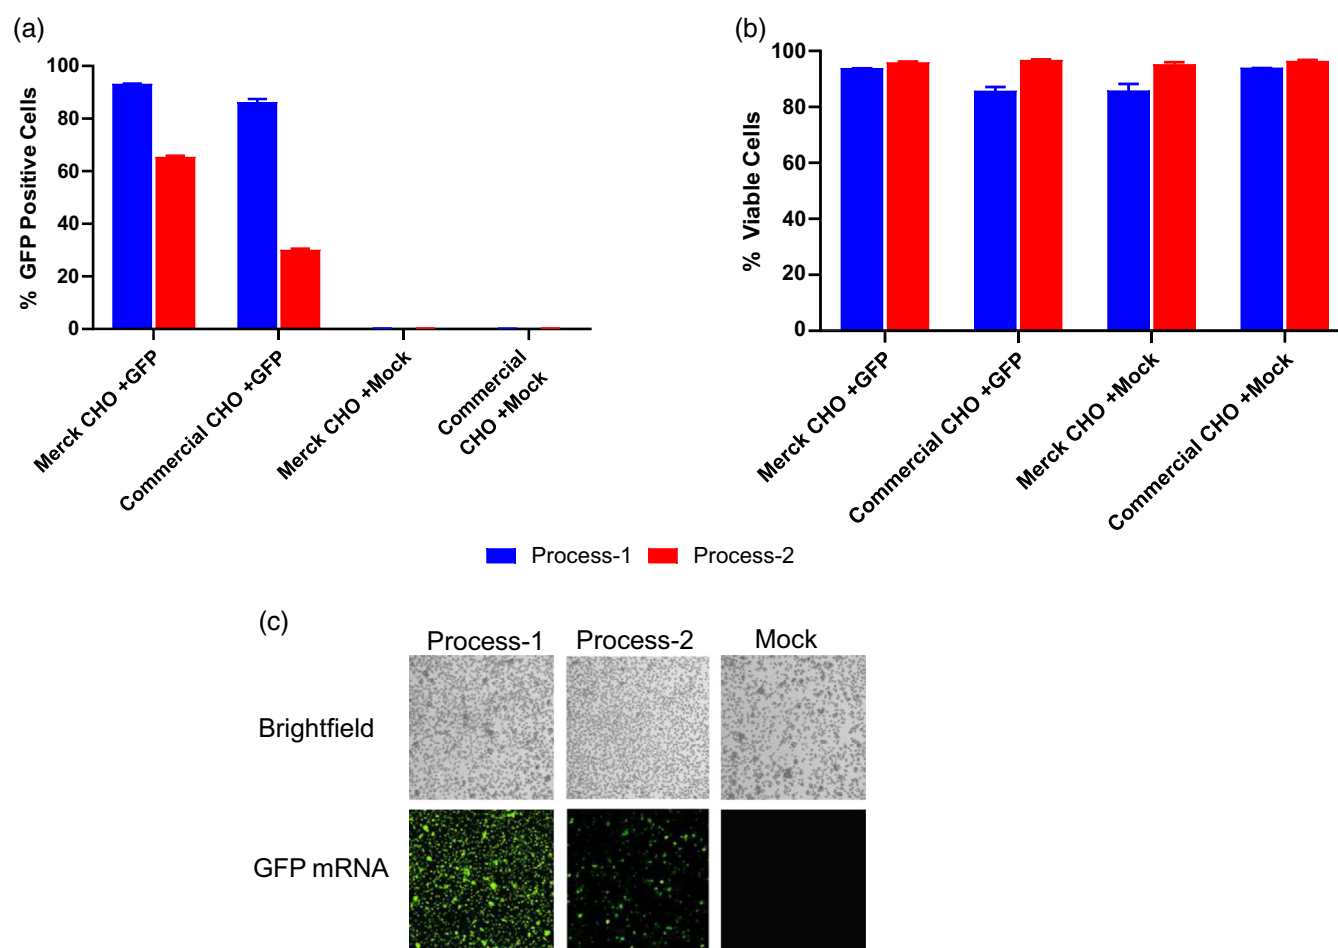 (a)
100
80
60
40
20
0
% GFP Positive Cells
Merck CHO +GFP
Commercial CHO +GFP
Merck CHO +Mock
Commercial
CHO +Mock
(b)
100
80
60
40
20
0
% Viable Cells
Merck CHO +GFP
Commercial CHO +GFP
Merck CHO +Mock
Commercial CHO +Mock
Process-1
Process-2
(c)
Process-1
Process-2
Mock
Brightfield
GFP mRNA